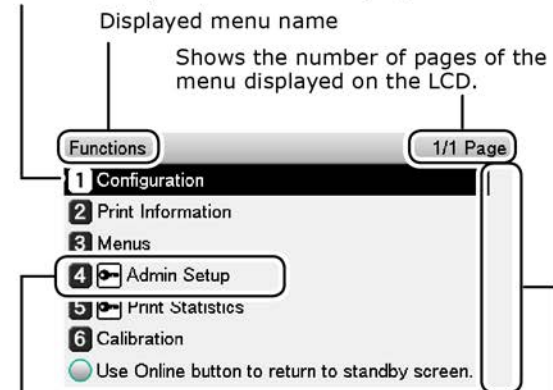 Displayed menu name
Shows the number of pages of the
menu displayed on the LCD.
Functions 1/1 Page
1 Configuration
2 Print Information
3 Menus
4 Admin Setup
5 Print Statistics
6 Calibration
Use Online button to return to standby screen.